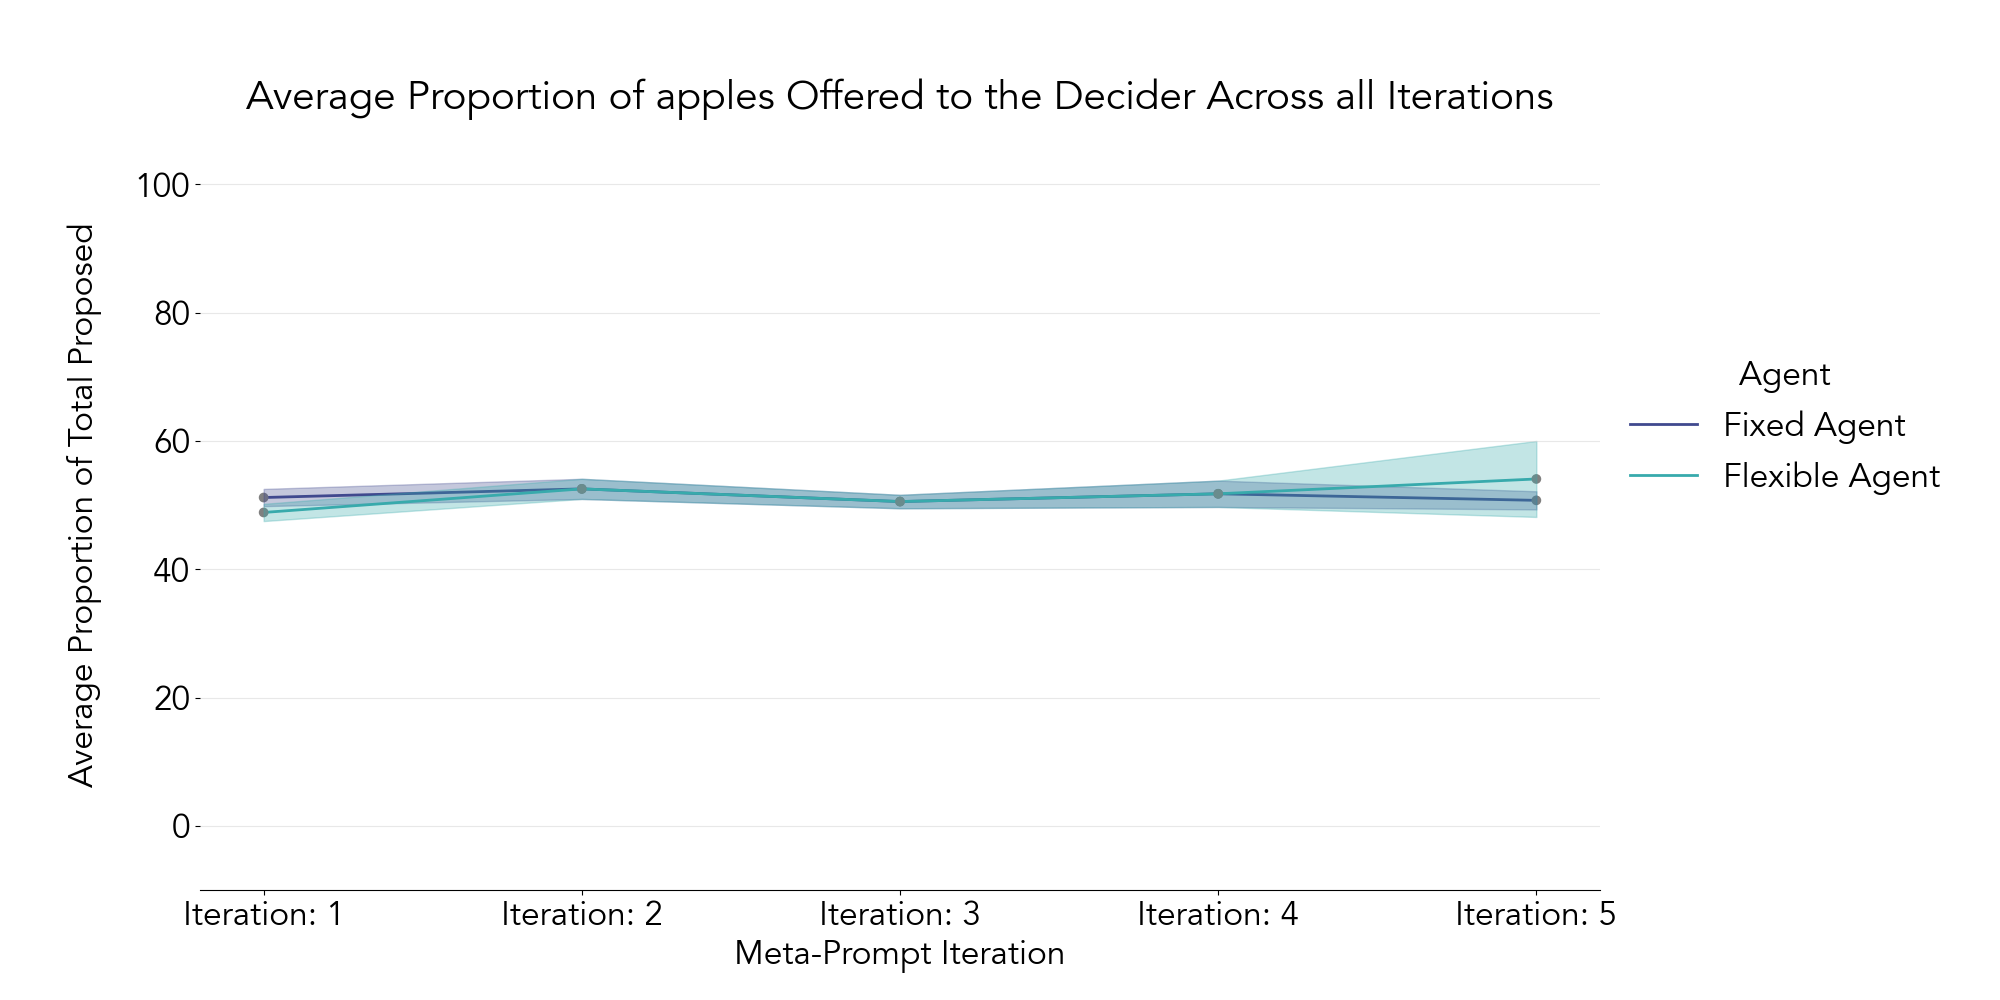 Average Proportion of apples Offered to the Decider Across all Iterations
Average Proportion of Total Proposed
100
80
60
40
20
0
Agent
Fixed Agent
Flexible Agent
Iteration: 1
Iteration: 2
Iteration: 3
Iteration: 4
Iteration: 5
Meta-Prompt Iteration